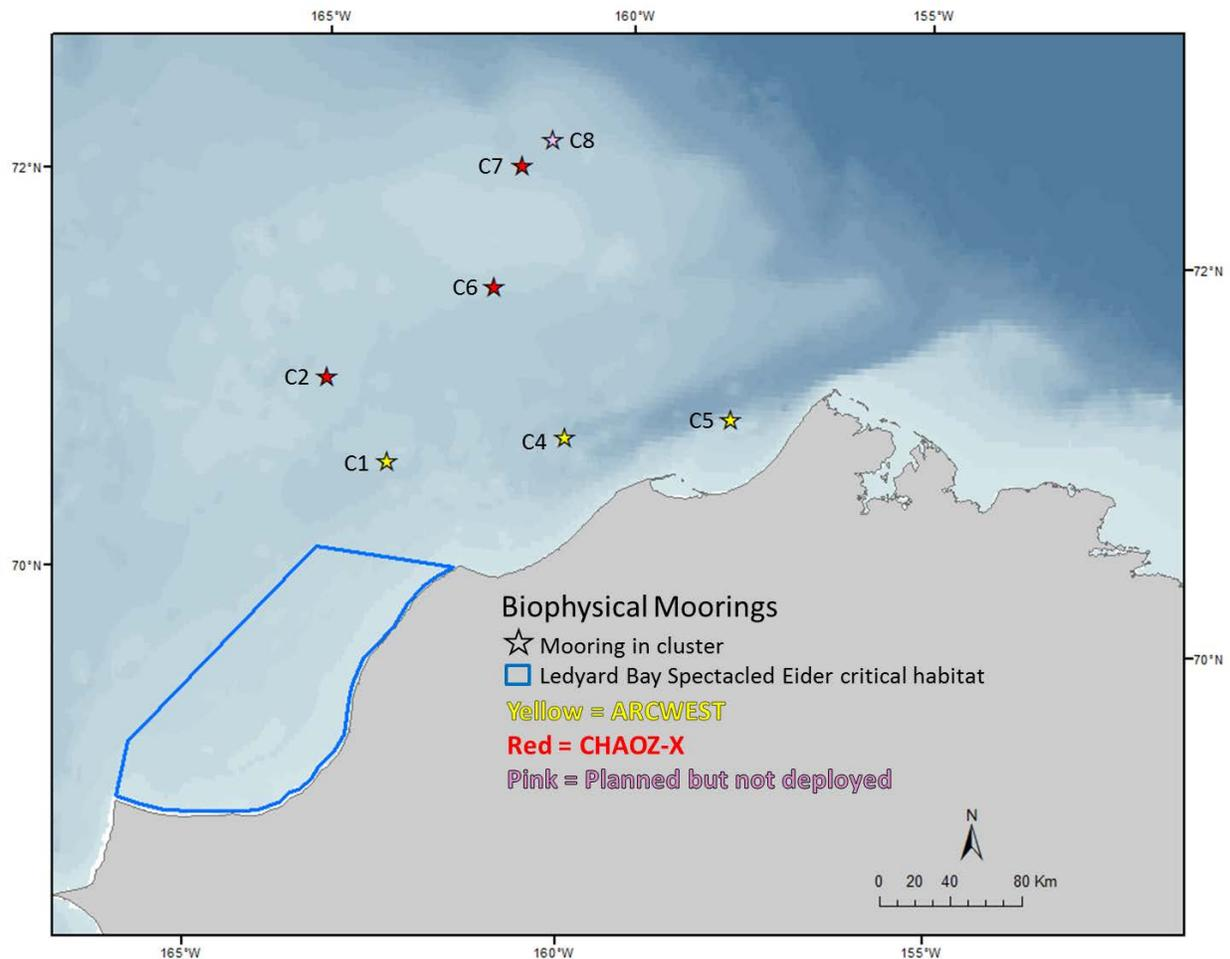 165°W 160°W 155°W
C8
72°N
C7
72°N
C6
C2
C5
C4
C1
70°N
Biophysical Moorings
Mooring in cluster
70°N
Ledyard Bay Spectacled Eider critical habitat
Yellow = ARCWEST
Red = CHAOZ-X
Pink = Planned but not deployed
N
0 20 40 80 Km
165°W 160°W 155°W